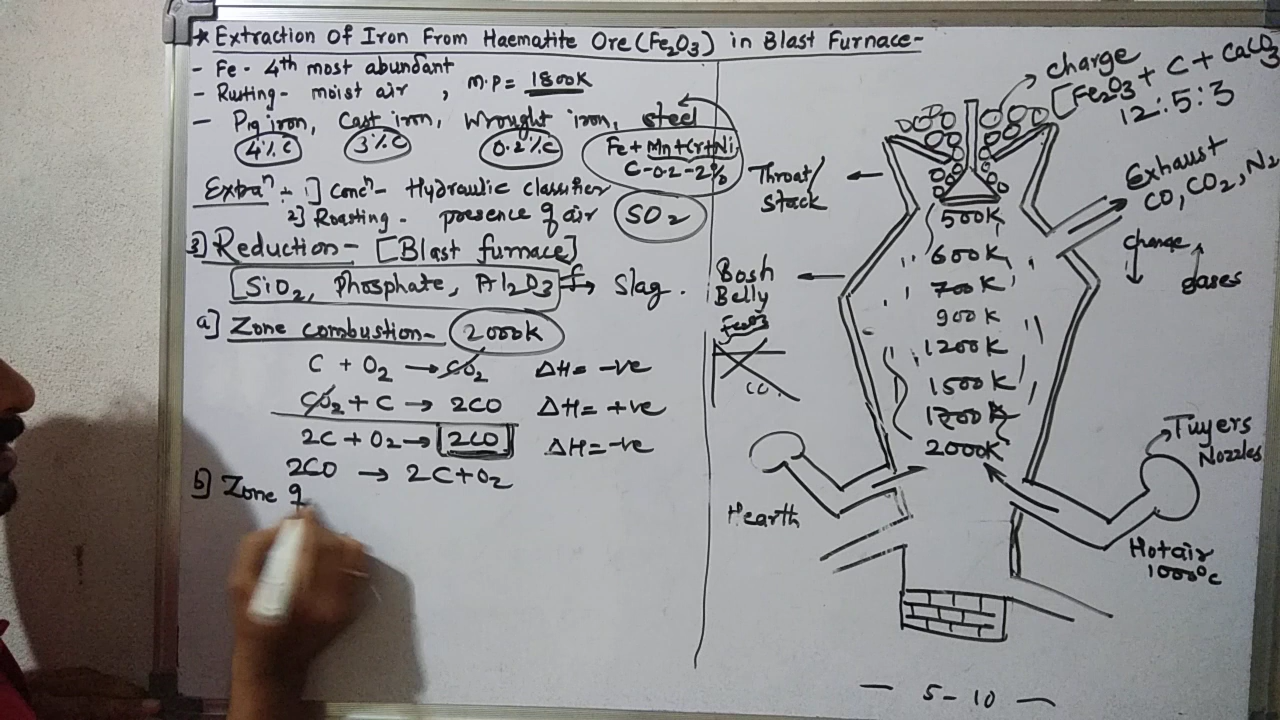 * Extraction Of Iron From Haematite Ore (Fe₂O₃) in Blast Furnace -
- Fe - 4th most abundant
- Rusting - moist air , m.p = 1800K
- Pig iron, Cast iron, Wrought iron, steel
4%C 3%C 0.2%C Fe + Mn + Cr + Ni
C - 0.2 - 2%
Extraⁿ ÷ 1] Concⁿ - Hydraulic classifier
2] Roasting - presence of air SO₂
3] Reduction - [Blast furnace]
[SiO₂, Phosphate, Al₂O₃] + f → Slag.
a] Zone combustion - 2000K
C + O₂ → CO₂ ΔH = -ve
CO₂ + C → 2CO ΔH = +ve
2C + O₂ → 2CO ΔH = -ve
2CO → 2C + O₂
b] Zone of
charge
[Fe₂O₃ + C + CaCO₃
12 : 5 : 3
Throat/
Stack
Exhaust
CO, CO₂, N₂
charge
gases
Bosh
Belly
Fe₂O₃
CO
500K
600K
700K
900K
1200K
1500K
1700K
2000K
Tuyers
Nozzles
Hearth
Hot air
1000°C
— 5 - 10 —